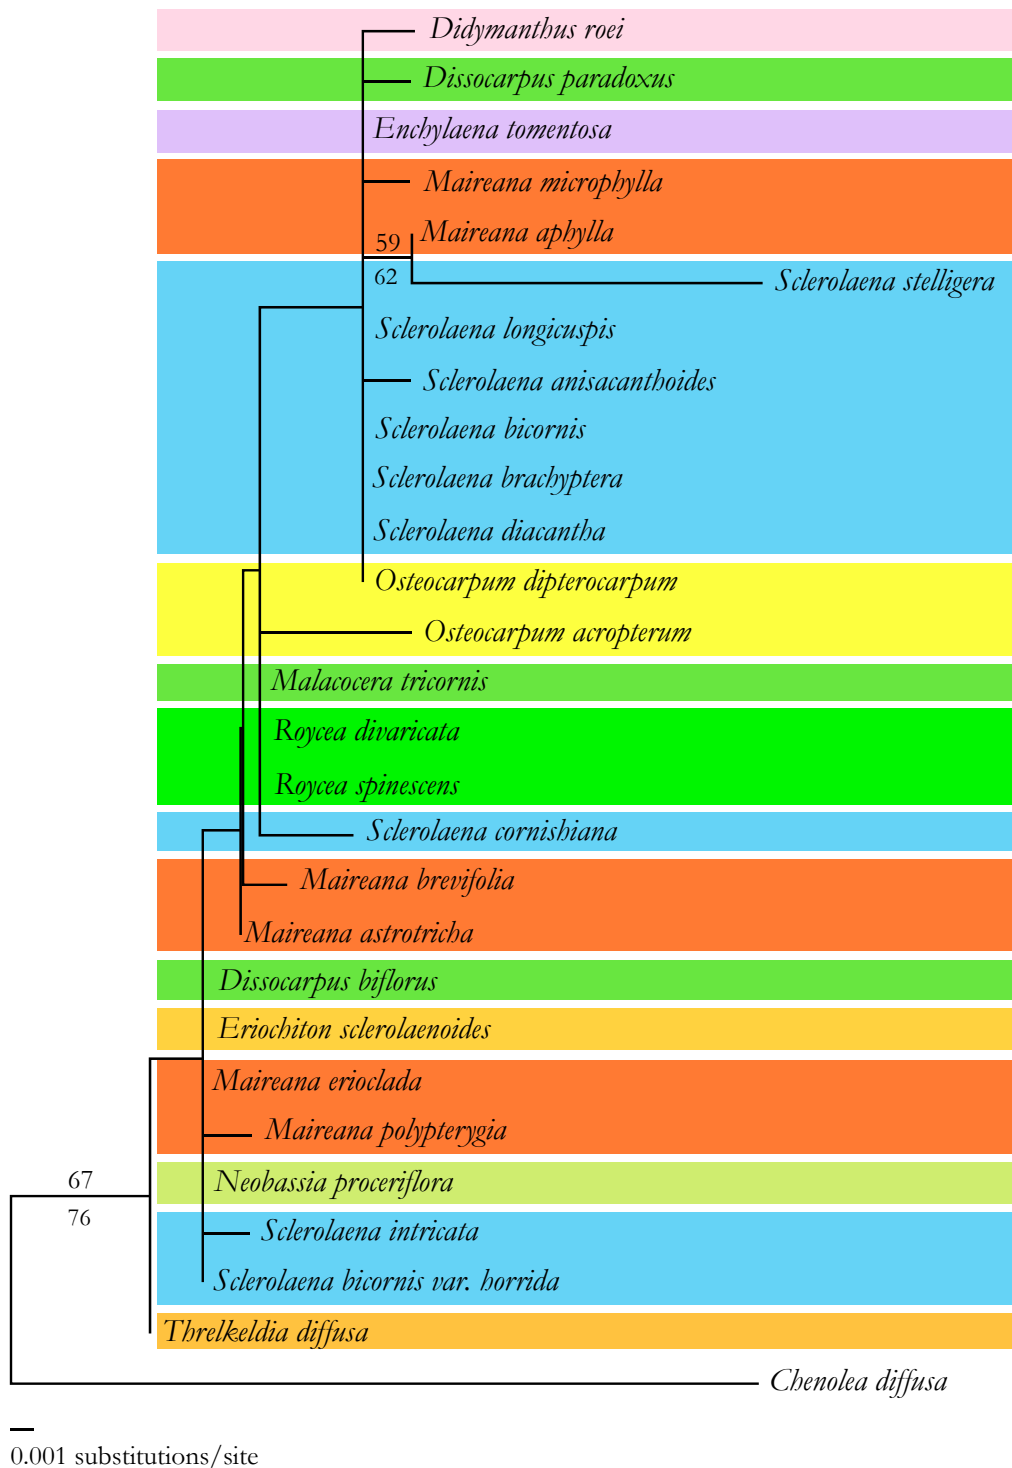 Didymanthus roei
Dissocarpus paradoxus
Enchylaena tomentosa
Maireana microphylla
59 Maireana aphylla
62 Sclerolaena stelligera
Sclerolaena longicuspis
Sclerolaena anisacanthoides
Sclerolaena bicornis
Sclerolaena brachyptera
Sclerolaena diacantha
Osteocarpum dipterocarpum
Osteocarpum acropterum
Malacocera tricornis
Roycea divaricata
Roycea spinescens
Sclerolaena cornishiana
Maireana brevifolia
Maireana astrotricha
Dissocarpus biflorus
Eriochiton sclerolaenoides
Maireana erioclada
Maireana polypterygia
67 Neobassia proceriflora
76
Sclerolaena intricata
Sclerolaena bicornis var. horrida
Threlkeldia diffusa
Chenolea diffusa
0.001 substitutions/site